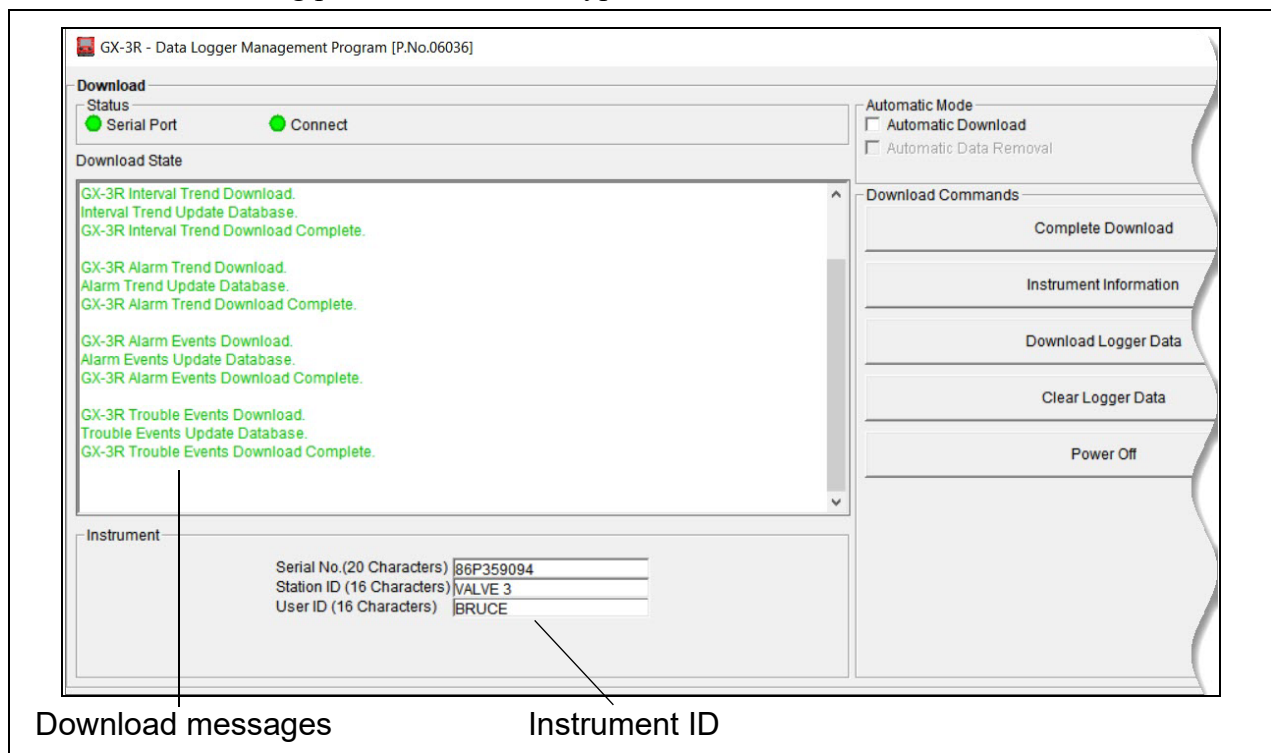 GX-3R - Data Logger Management Program [P.No.06036]
Download
Status
Serial Port
Connect
Download State
GX-3R Interval Trend Download.
Interval Trend Update Database.
GX-3R Interval Trend Download Complete.
GX-3R Alarm Trend Download.
Alarm Trend Update Database.
GX-3R Alarm Trend Download Complete.
GX-3R Alarm Events Download.
Alarm Events Update Database.
GX-3R Alarm Events Download Complete.
GX-3R Trouble Events Download.
Trouble Events Update Database.
GX-3R Trouble Events Download Complete.
Instrument
Serial No.(20 Characters) 86P359094
Station ID (16 Characters) VALVE 3
User ID (16 Characters) BRUCE
Automatic Mode
Automatic Download
Automatic Data Removal
Download Commands
Complete Download
Instrument Information
Download Logger Data
Clear Logger Data
Power Off
Download messages
Instrument ID